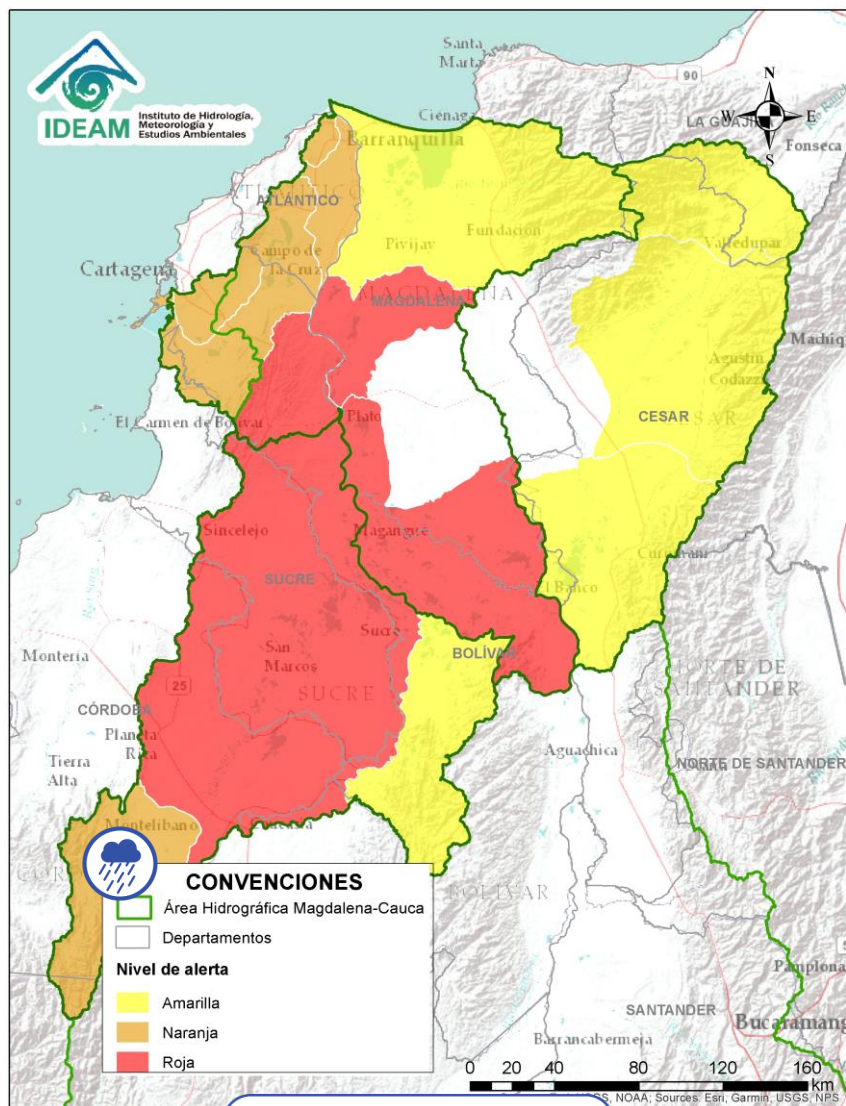 Santa
Marta
90
N
W E
S
IDEAM
Instituto de Hidrología,
Meteorología y
Estudios Ambientales
Ciénaga
LA GUAJIRA
Fonseca
Barranquilla
ATLÁNTICO
Campo de
la Cruz
Pivijay
Fundación
Valledupar
Cartagena
MAGDALENA
Agustín
Codazzi
El Carmen de Bolívar
Plato
CESAR
Sincelejo
Magangué
SUCRE
El Banco
Sucre
San
Marcos
BOLÍVAR
SUCRE
Montería
25
NORTE DE
SANTANDER
CÓRDOBA
Planeta
Rica
Tierra
Alta
Aguachica
NORTE DE SANTANDER
Montelíbano
BOLÍVAR
CONVENCIONES
Área Hidrográfica Magdalena-Cauca
Departamentos
Nivel de alerta
Amarilla
Naranja
Roja
Pamplona
SANTANDER
Bucaramang
Barrancabermeja
0 20 40 80 120 160
km
USGS, NOAA; Sources: Esri, Garmin, USGS, NPS